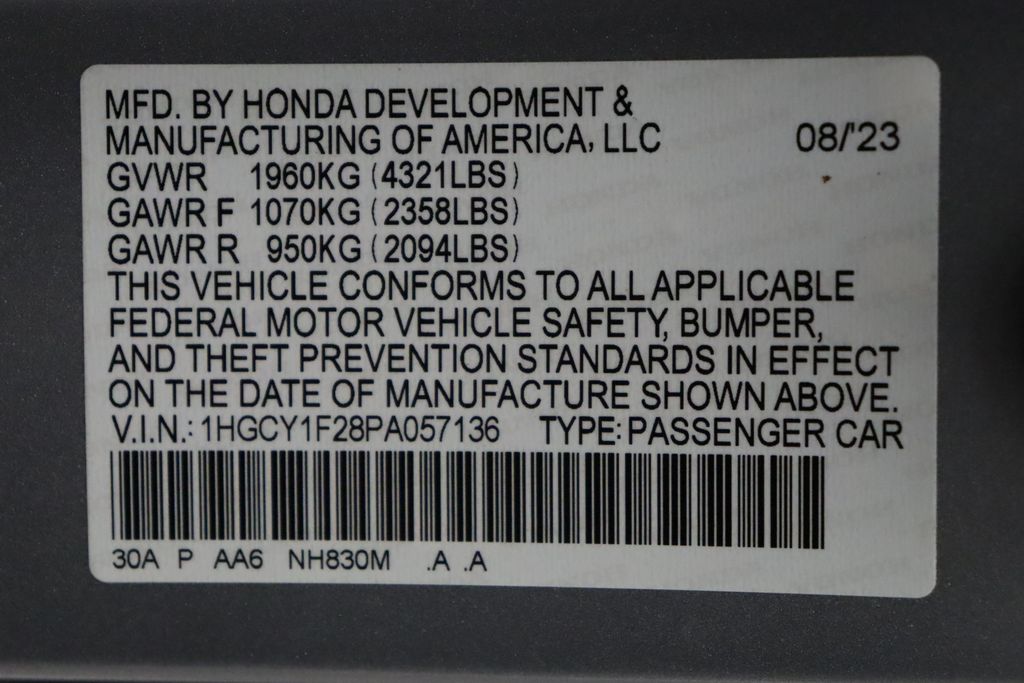 MFD. BY HONDA DEVELOPMENT &
MANUFACTURING OF AMERICA, LLC 08/'23
GVWR 1960KG (4321LBS)
GAWR F 1070KG (2358LBS)
GAWR R 950KG (2094LBS)
THIS VEHICLE CONFORMS TO ALL APPLICABLE
FEDERAL MOTOR VEHICLE SAFETY, BUMPER,
AND THEFT PREVENTION STANDARDS IN EFFECT
ON THE DATE OF MANUFACTURE SHOWN ABOVE.
V.I.N.: 1HGCY1F28PA057136 TYPE: PASSENGER CAR
30A P AA6 NH830M .A .A